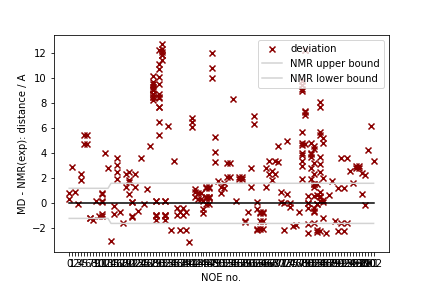 deviation
NMR upper bound
NMR lower bound
MD - NMR(exp): distance / A
12
10
8
6
4
2
0
−2
NOE no.